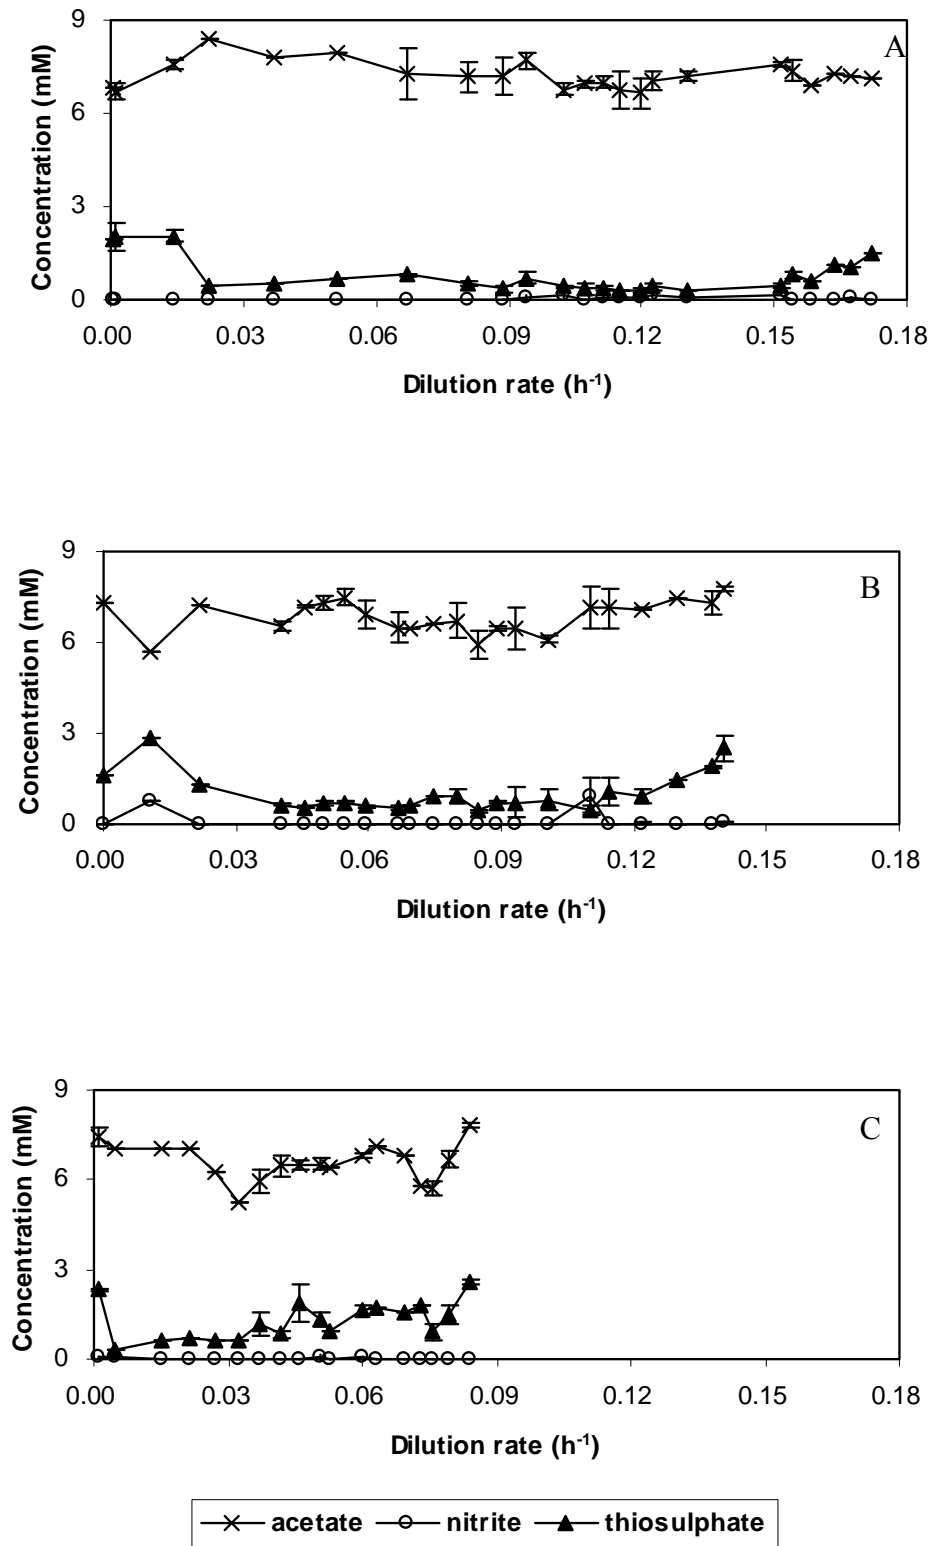 A
Concentration (mM)
9
6
3
0
0.00 0.03 0.06 0.09 0.12 0.15 0.18
Dilution rate (h-1)
B
Concentration (mM)
9
6
3
0
0.00 0.03 0.06 0.09 0.12 0.15 0.18
Dilution rate (h-1)
C
Concentration (mM)
9
6
3
0
0.00 0.03 0.06 0.09 0.12 0.15 0.18
Dilution rate (h-1)
acetate nitrite thiosulphate